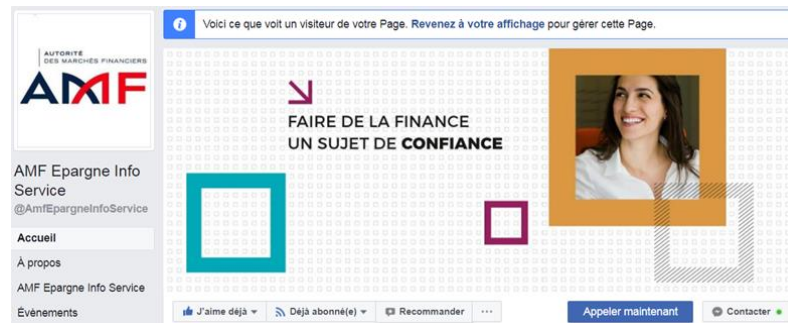 Voici ce que voit un visiteur de votre Page. Revenez à votre affichage pour gérer cette Page.
AUTORITÉ
DES MARCHÉS FINANCIERS
AMF
FAIRE DE LA FINANCE
UN SUJET DE CONFIANCE
AMF Epargne Info
Service
@AmfEpargneInfoService
Accueil
À propos
AMF Epargne Info Service
Évènements
J'aime déjà
Déjà abonné(e)
Recommander
...
Appeler maintenant
Contacter